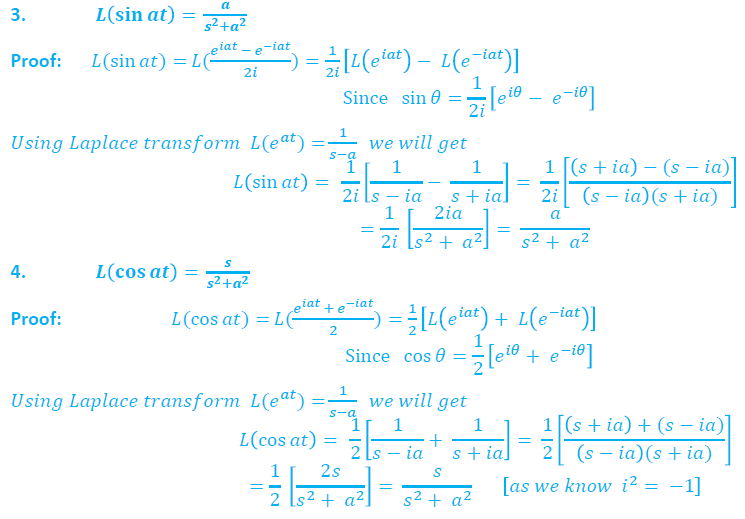 3. L(sin at) = a/(s²+a²)
Proof: L(sin at) = L((e^{iat} − e^{−iat})/2i) = 1/2i [L(e^{iat}) − L(e^{−iat})]
Since sin θ = 1/2i [e^{iθ} − e^{−iθ}]
Using Laplace transform L(e^{at}) = 1/(s−a) we will get
L(sin at) = 1/2i [1/(s − ia) − 1/(s + ia)] = 1/2i [((s + ia) − (s − ia))/((s − ia)(s + ia))]
= 1/2i [2ia/(s² + a²)] = a/(s² + a²)
4. L(cos at) = s/(s²+a²)
Proof: L(cos at) = L((e^{iat} + e^{−iat})/2) = 1/2 [L(e^{iat}) + L(e^{−iat})]
Since cos θ = 1/2 [e^{iθ} + e^{−iθ}]
Using Laplace transform L(e^{at}) = 1/(s−a) we will get
L(cos at) = 1/2 [1/(s − ia) + 1/(s + ia)] = 1/2 [((s + ia) + (s − ia))/((s − ia)(s + ia))]
= 1/2 [2s/(s² + a²)] = s/(s² + a²) [as we know i² = −1]